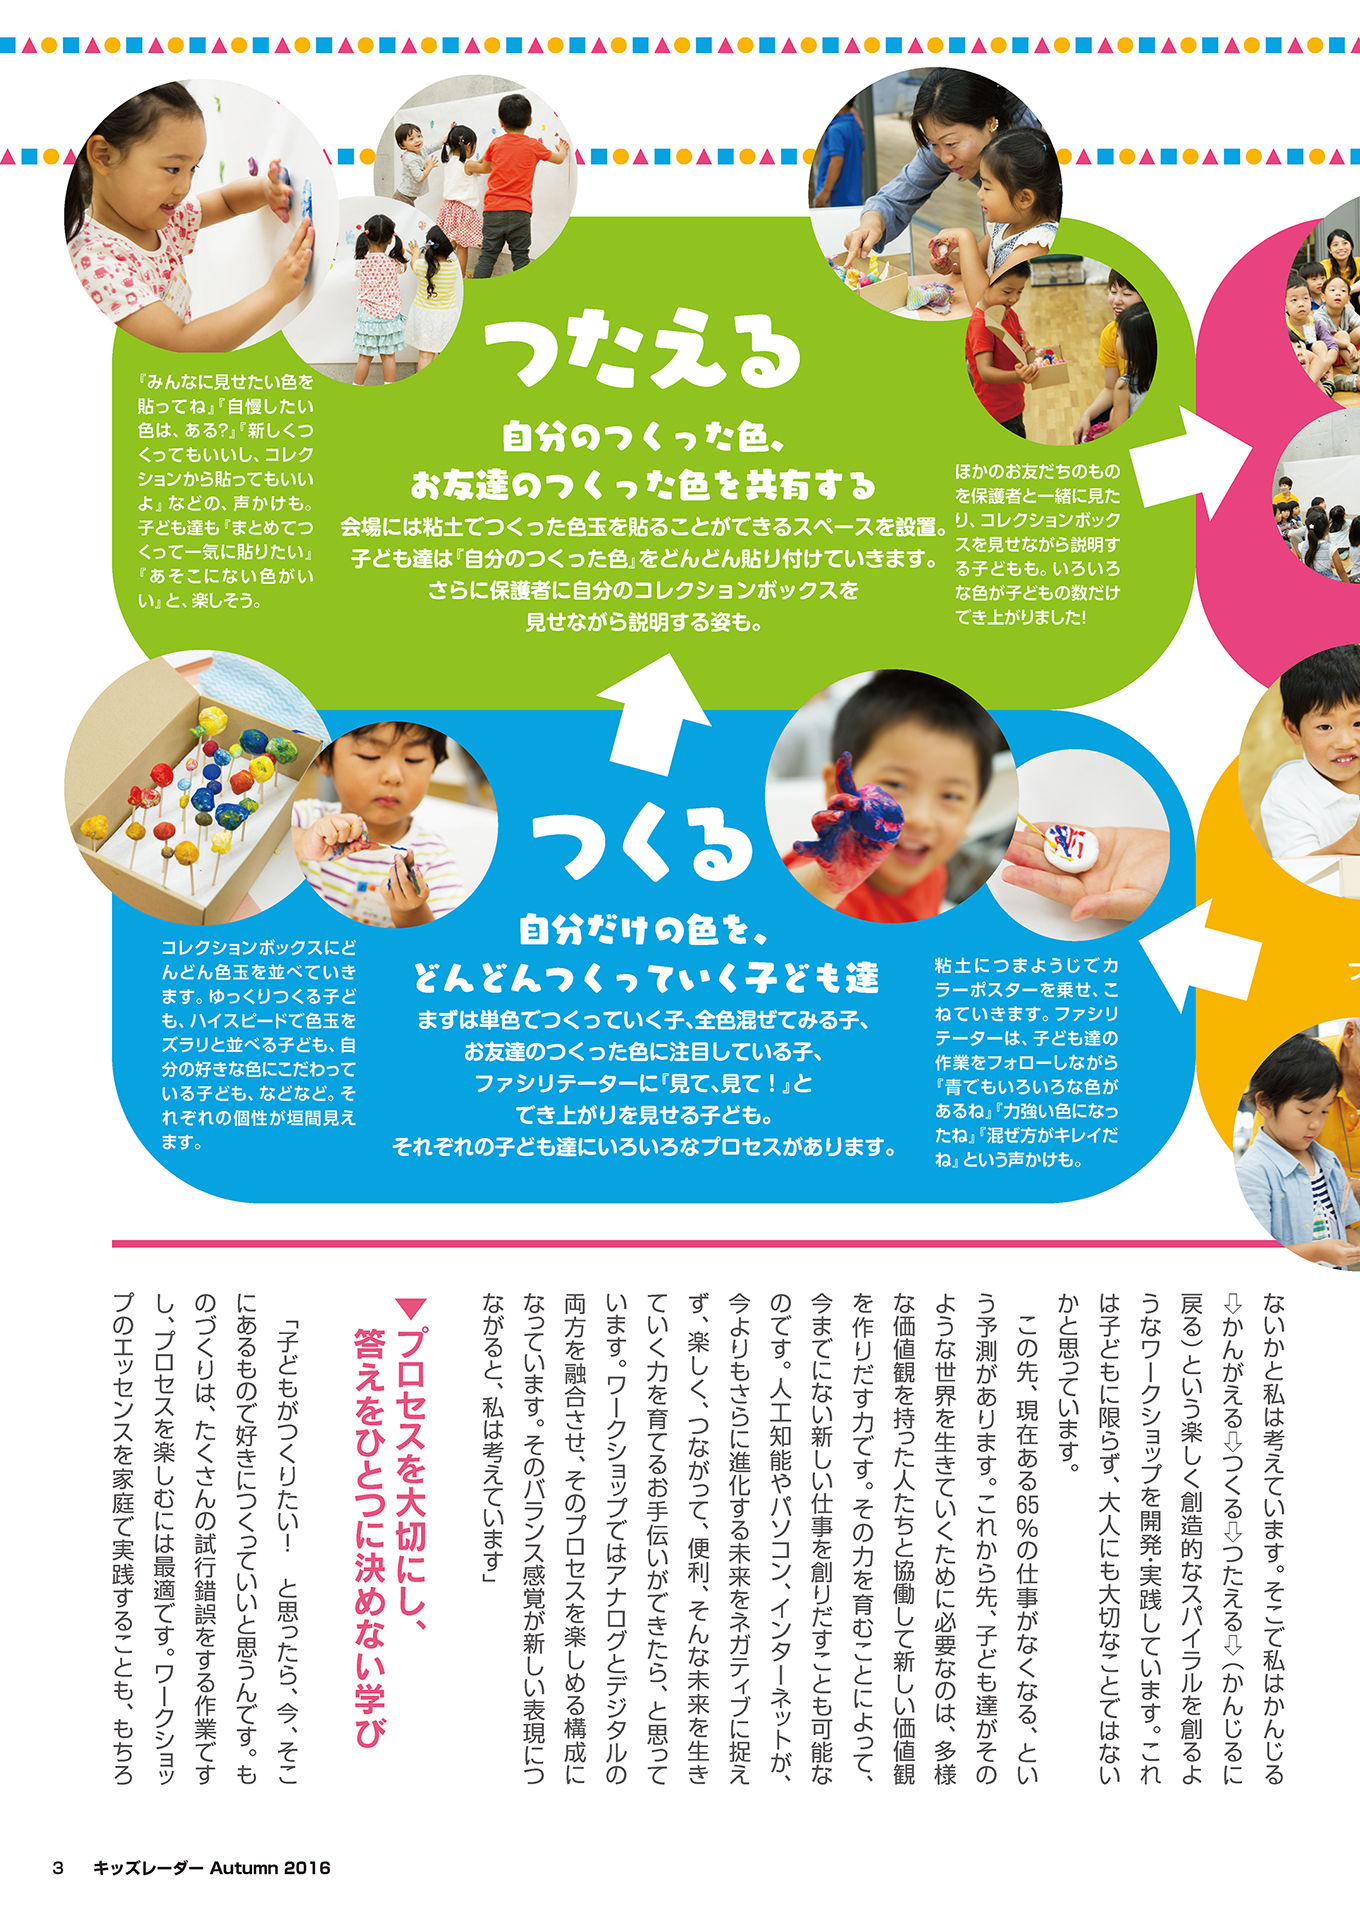 つたえる
自分のつくった色、
お友達のつくった色を共有する
会場には粘土でつくった色玉を貼ることができるスペースを設置。
子ども達は『自分のつくった色』をどんどん貼り付けていきます。
さらに保護者に自分のコレクションボックスを
見せながら説明する姿も。
『みんなに見せたい色を
貼ってね』『自慢したい
色は、ある?』『新しくつ
くってもいいし、コレク
ションから貼ってもいい
よ』などの、声かけも。
子ども達も『まとめてつ
くって一気に貼りたい』
『あそこにない色がい
い』と、楽しそう。
ほかのお友だちのもの
を保護者と一緒に見た
り、コレクションボック
スを見せながら説明す
る子どもも。いろいろ
な色が子どもの数だけ
でき上がりました!
つくる
自分だけの色を、
どんどんつくっていく子ども達
まずは単色でつくっていく子、全色混ぜてみる子、
お友達のつくった色に注目している子、
ファシリテーターに『見て、見て！』と
でき上がりを見せる子ども。
それぞれの子ども達にいろいろなプロセスがあります。
コレクションボックスにど
んどん色玉を並べていき
ます。ゆっくりつくる子ど
も、ハイスピードで色玉を
ズラリと並べる子ども、自
分の好きな色にこだわって
いる子ども、などなど。そ
れぞれの個性が垣間見え
ます。
粘土につまようじでカ
ラーポスターを乗せ、こ
ねていきます。ファシリ
テーターは、子ども達の
作業をフォローしながら
『青でもいろいろな色が
あるね』『力強い色になっ
たね』『混ぜ方がキレイだ
ね』という声かけも。
ないかと私は考えています。そこで私はかんじる
⇨かんがえる⇨つくる⇨つたえる⇨（かんじるに
戻る）という楽しく創造的なスパイラルを創るよ
うなワークショップを開発・実践しています。これ
は子どもに限らず、大人にも大切なことではない
かと思っています。
　この先、現在ある65％の仕事がなくなる、とい
う予測があります。これから先、子ども達がその
ような世界を生きていくために必要なのは、多様
な価値観を持った人たちと協働して新しい価値観
を作りだす力です。その力を育むことによって、
今までにない新しい仕事を創りだすことも可能な
のです。人工知能やパソコン、インターネットが、
今よりもさらに進化する未来をネガティブに捉え
ず、楽しく、つながって、便利、そんな未来を生き
ていく力を育てるお手伝いができたら、と思って
います。ワークショップではアナログとデジタルの
両方を融合させ、そのプロセスを楽しめる構成に
なっています。そのバランス感覚が新しい表現につ
ながると、私は考えています」
▼プロセスを大切にし、
答えをひとつに決めない学び
　「子どもがつくりたい！　と思ったら、今、そこ
にあるもので好きにつくっていいと思うんです。も
のづくりは、たくさんの試行錯誤をする作業です
し、プロセスを楽しむには最適です。ワークショッ
プのエッセンスを家庭で実践することも、もちろ
3 キッズレーダー Autumn 2016